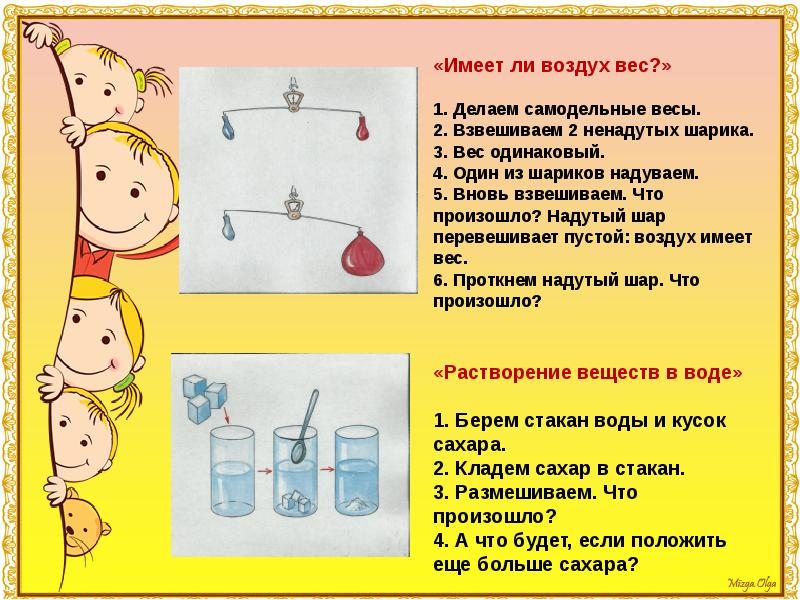 «Имеет ли воздух вес?»
1. Делаем самодельные весы.
2. Взвешиваем 2 ненадутых шарика.
3. Вес одинаковый.
4. Один из шариков надуваем.
5. Вновь взвешиваем. Что
произошло? Надутый шар
перевешивает пустой: воздух имеет
вес.
6. Проткнем надутый шар. Что
произошло?
«Растворение веществ в воде»
1. Берем стакан воды и кусок
сахара.
2. Кладем сахар в стакан.
3. Размешиваем. Что
произошло?
4. А что будет, если положить
еще больше сахара?
Mizga Olga